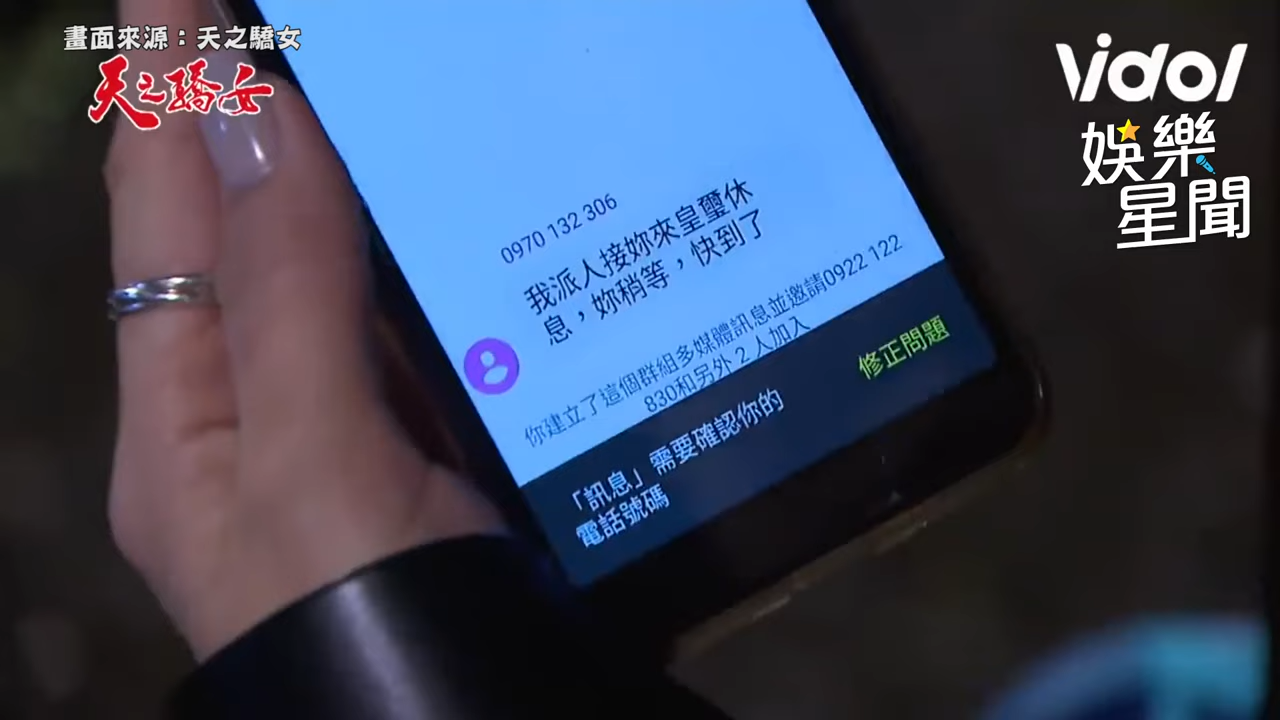 畫面來源：天之驕女
天之驕女
Vidol
娛樂
星聞
0970 132 306
我派人接妳來皇璽休
息，妳稍等，快到了
你建立了這個群組多媒體訊息並邀請0922 122
830和另外 2 人加入
「訊息」需要確認你的
電話號碼
修正問題